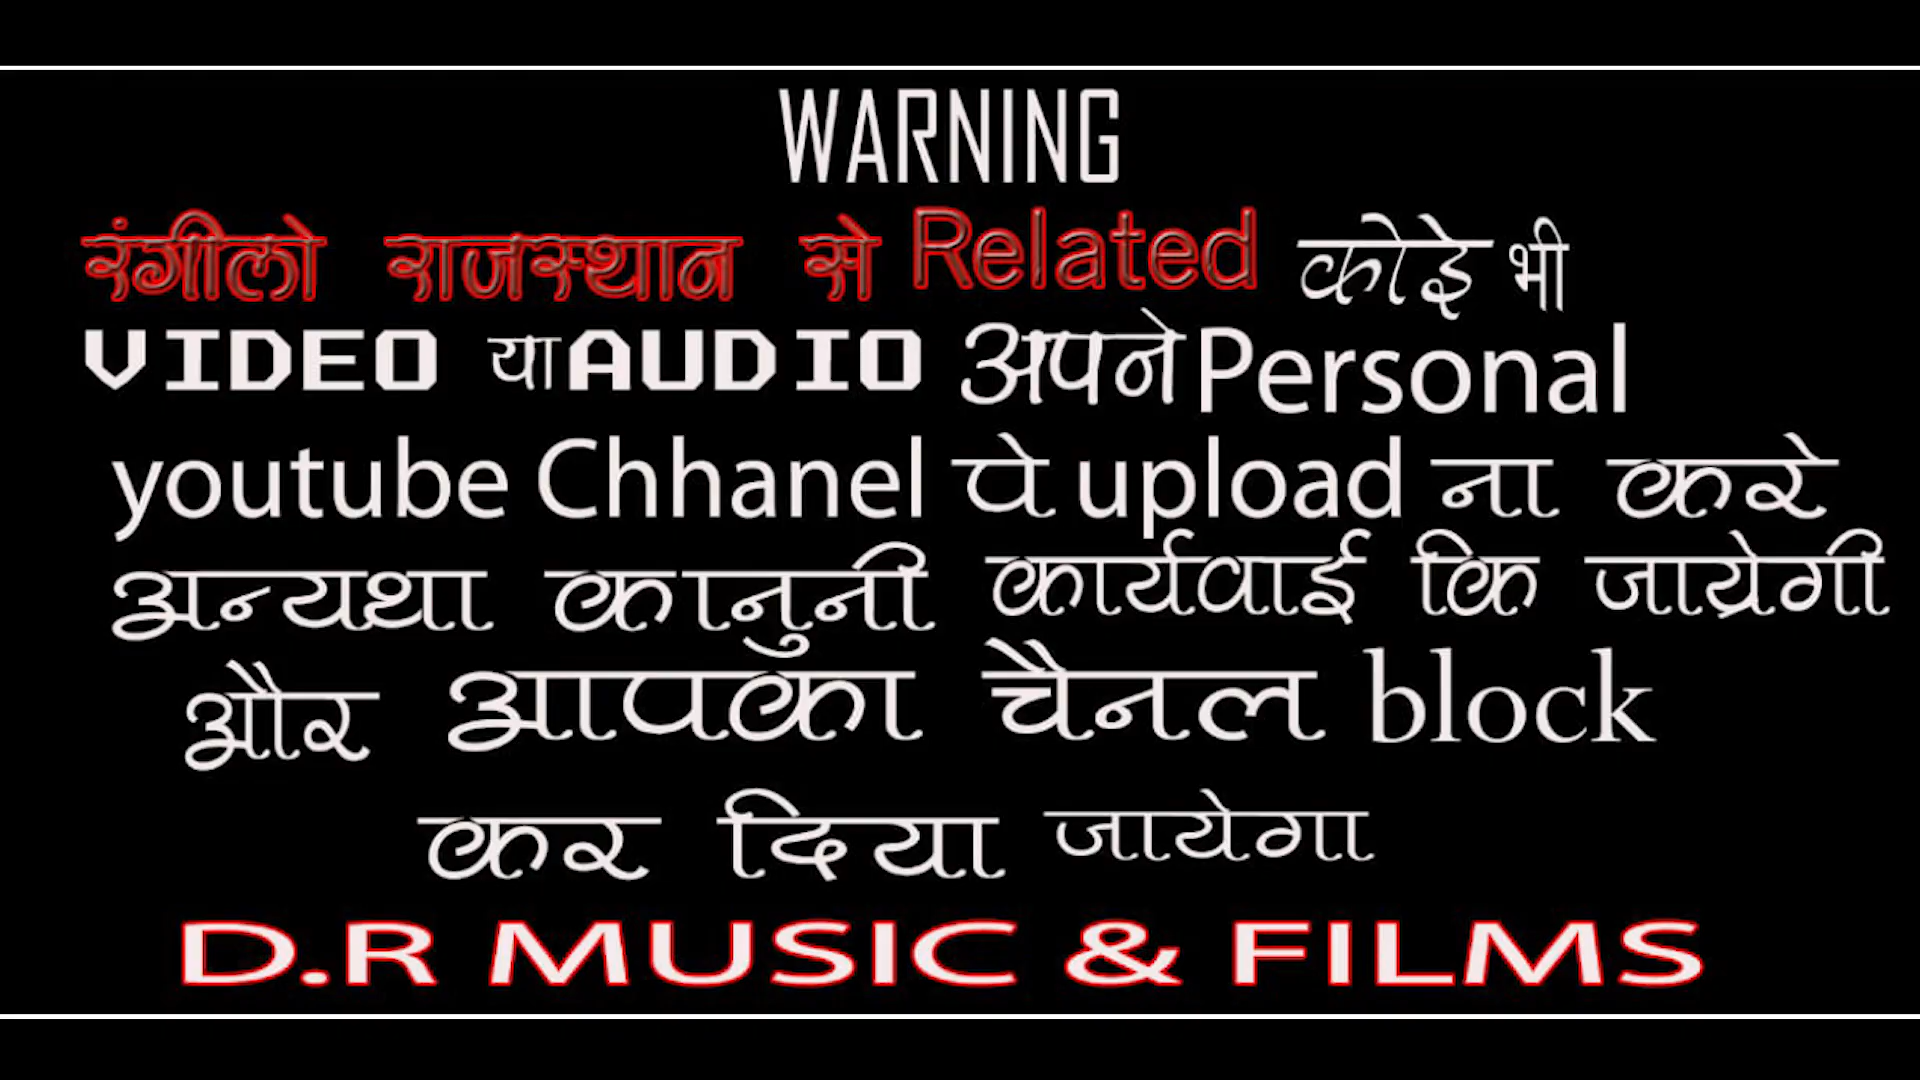 WARNING
रंगीलो राजस्थान से Related कोइे भी
VIDEO या AUDIO अपने Personal
youtube Chhanel पे upload ना करे
अन्यथा कानुनी कार्यवाई कि जाय्रेगी
और आपका चैनल block
कर दिया जायेगा
D.R MUSIC & FILMS